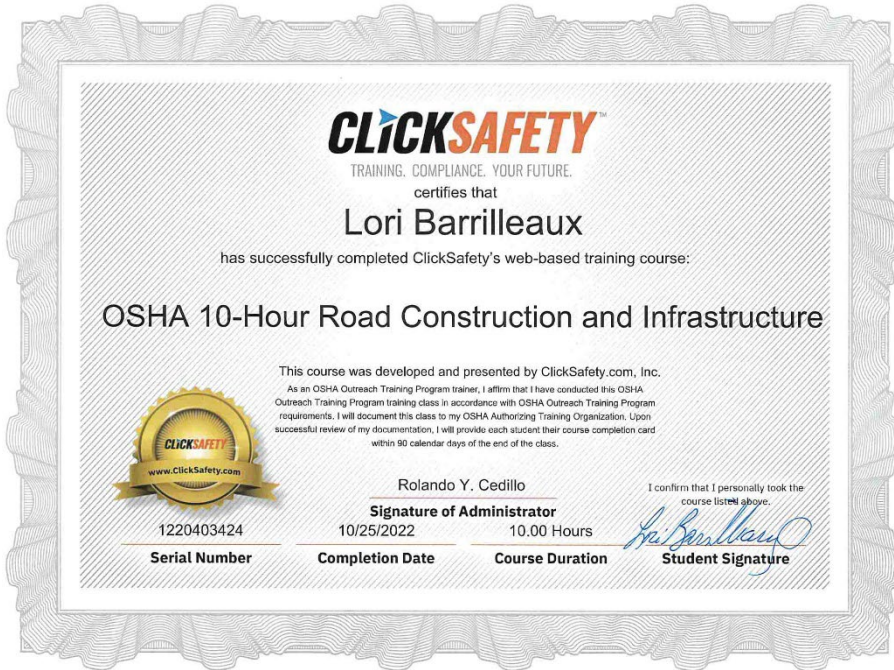 CLICKSAFETY™
TRAINING. COMPLIANCE. YOUR FUTURE.
certifies that
Lori Barrilleaux
has successfully completed ClickSafety's web-based training course:
OSHA 10-Hour Road Construction and Infrastructure
This course was developed and presented by ClickSafety.com, Inc.
As an OSHA Outreach Training Program trainer, I affirm that I have conducted this OSHA
Outreach Training Program training class in accordance with OSHA Outreach Training Program
requirements. I will document this class to my OSHA Authorizing Training Organization. Upon
successful review of my documentation, I will provide each student their course completion card
within 90 calendar days of the end of the class.
CLICKSAFETY
www.ClickSafety.com
Rolando Y. Cedillo
Signature of Administrator
I confirm that I personally took the
course listed above.
Lori Barrilleaux
1220403424 10/25/2022 10.00 Hours
Serial Number Completion Date Course Duration Student Signature